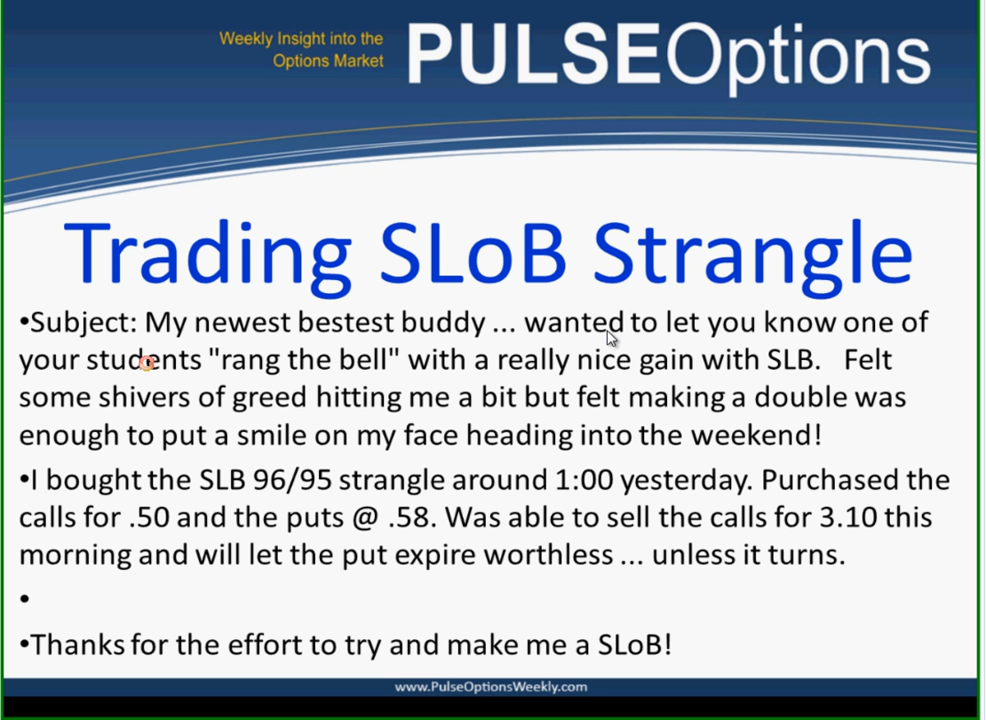 Weekly Insight into the
Options Market
PULSEOptions
Trading SLoB Strangle
•Subject: My newest bestest buddy ... wanted to let you know one of
your students "rang the bell" with a really nice gain with SLB. Felt
some shivers of greed hitting me a bit but felt making a double was
enough to put a smile on my face heading into the weekend!
•I bought the SLB 96/95 strangle around 1:00 yesterday. Purchased the
calls for .50 and the puts @ .58. Was able to sell the calls for 3.10 this
morning and will let the put expire worthless ... unless it turns.
•
•Thanks for the effort to try and make me a SLoB!
www.PulseOptionsWeekly.com